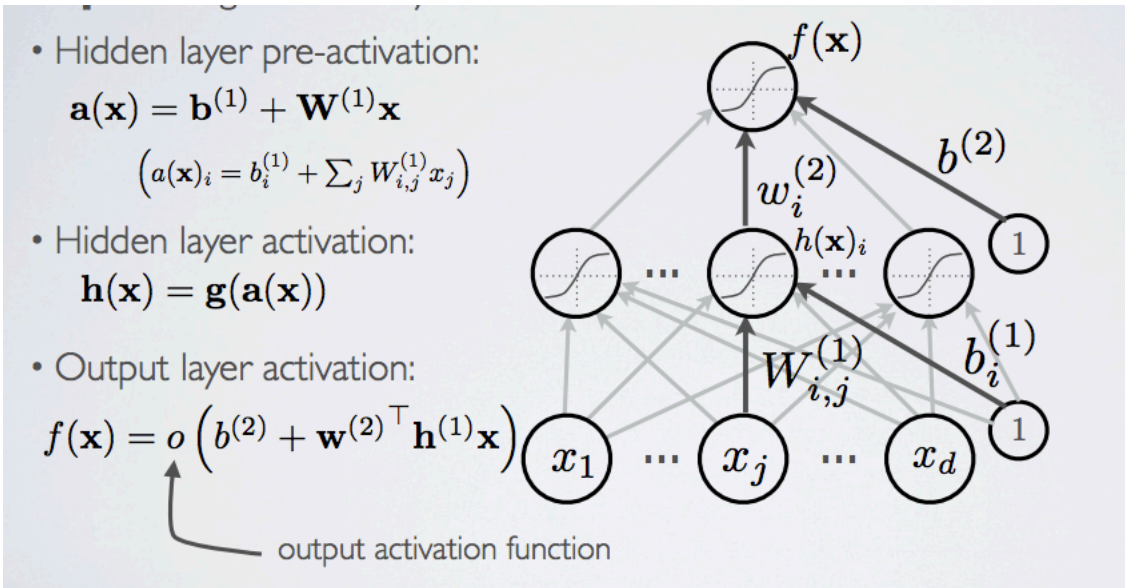 • Hidden layer pre-activation:
a(x) = b^(1) + W^(1)x
(a(x)_i = b_i^(1) + ∑_j W_{i,j}^(1) x_j)
• Hidden layer activation:
h(x) = g(a(x))
• Output layer activation:
f(x) = o (b^(2) + w^(2)⊤ h^(1)x)
output activation function
f(x)
b^(2)
w_i^(2)
1
h(x)_i
... ...
W_{i,j}^(1)
b_i^(1)
1
x_1 ... x_j ... x_d